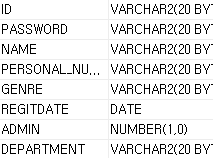 ID VARCHAR2(20 BYT
PASSWORD VARCHAR2(20 BYT
NAME VARCHAR2(20 BYT
PERSONAL_NU... VARCHAR2(20 BYT
GENRE VARCHAR2(20 BYT
REGITDATE DATE
ADMIN NUMBER(1,0)
DEPARTMENT VARCHAR2(20 BYT